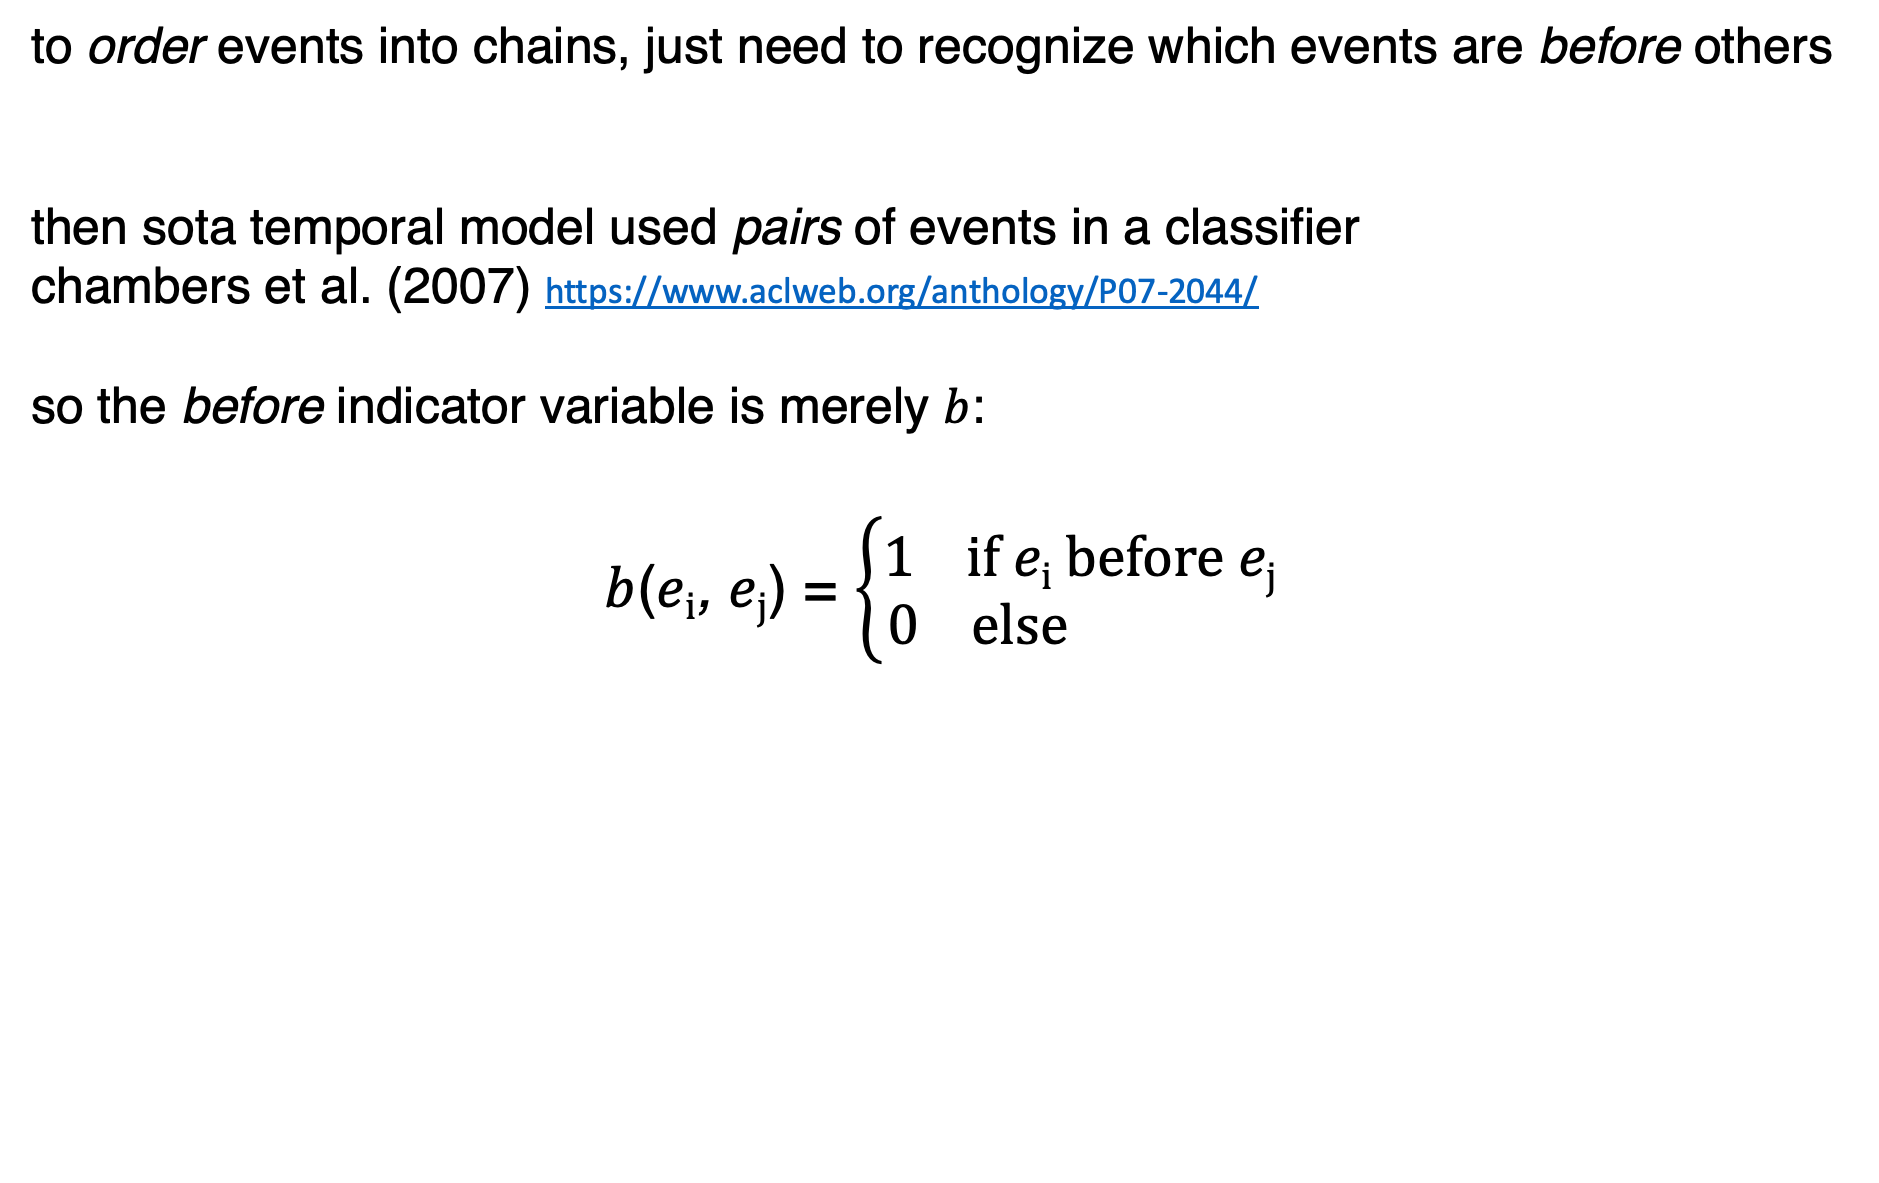 to order events into chains, just need to recognize which events are before others
then sota temporal model used pairs of events in a classifier
chambers et al. (2007) https://www.aclweb.org/anthology/P07-2044/
so the before indicator variable is merely b:
b(eᵢ, eⱼ) = {1 if eᵢ before eⱼ
0 else